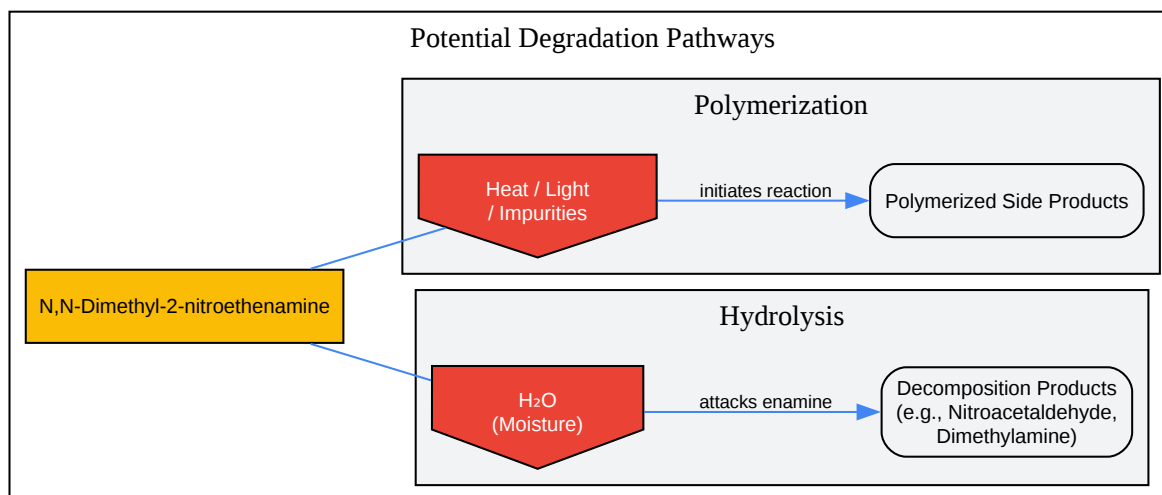 Potential Degradation Pathways
Polymerization
Heat / Light
/ Impurities
initiates reaction
Polymerized Side Products
N,N-Dimethyl-2-nitroethenamine
Hydrolysis
H₂O
(Moisture)
attacks enamine
Decomposition Products
(e.g., Nitroacetaldehyde,
Dimethylamine)